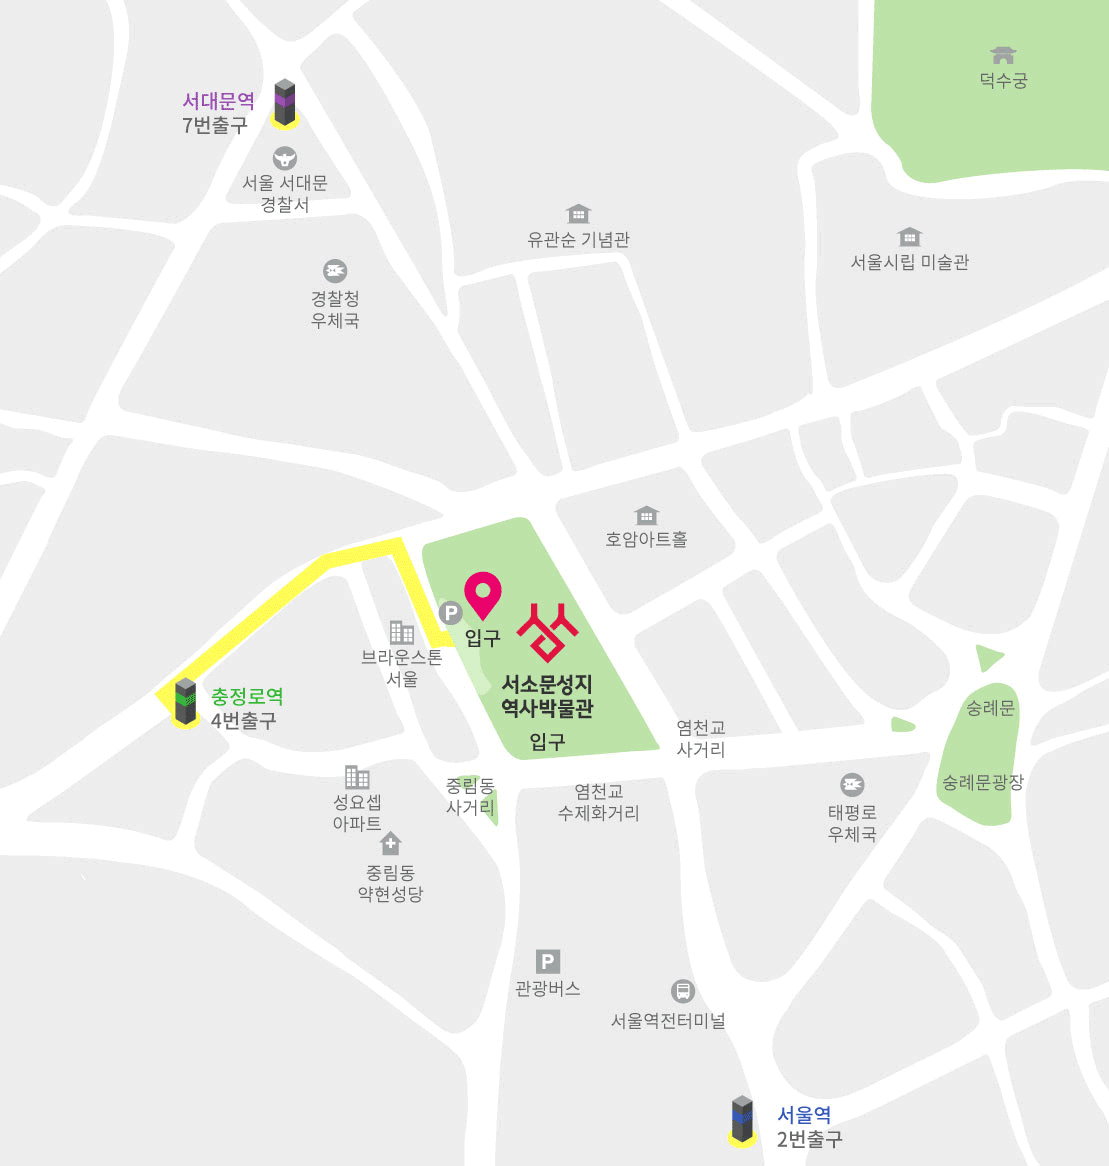 덕수궁
서대문역
7번출구
서울 서대문
경찰서
유관순 기념관
서울시립 미술관
경찰청
우체국
호암아트홀
P
입구
브라운스톤
서울
서소문성지
역사박물관
입구
충정로역
4번출구
숭례문
염천교
사거리
숭례문광장
성요셉
아파트
중림동
사거리
염천교
수제화거리
태평로
우체국
중림동
약현성당
P
관광버스
서울역전터미널
서울역
2번출구